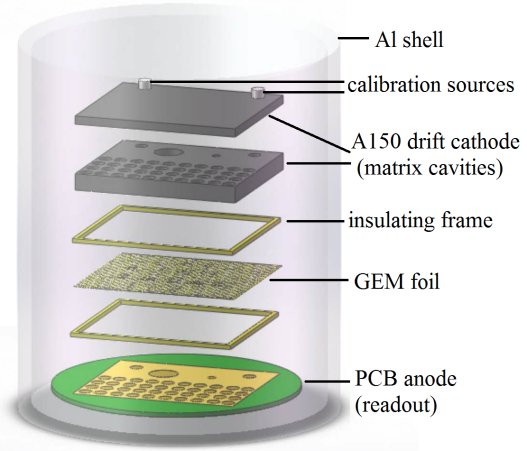 Al shell
calibration sources
A150 drift cathode
(matrix cavities)
insulating frame
GEM foil
PCB anode
(readout)